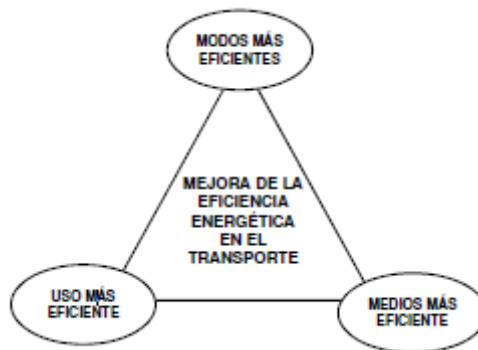 MODOS MÁS
EFICIENTES
MEJORA DE LA
EFICIENCIA
ENERGÉTICA
EN EL
TRANSPORTE
USO MÁS
EFICIENTE
MEDIOS MÁS
EFICIENTE